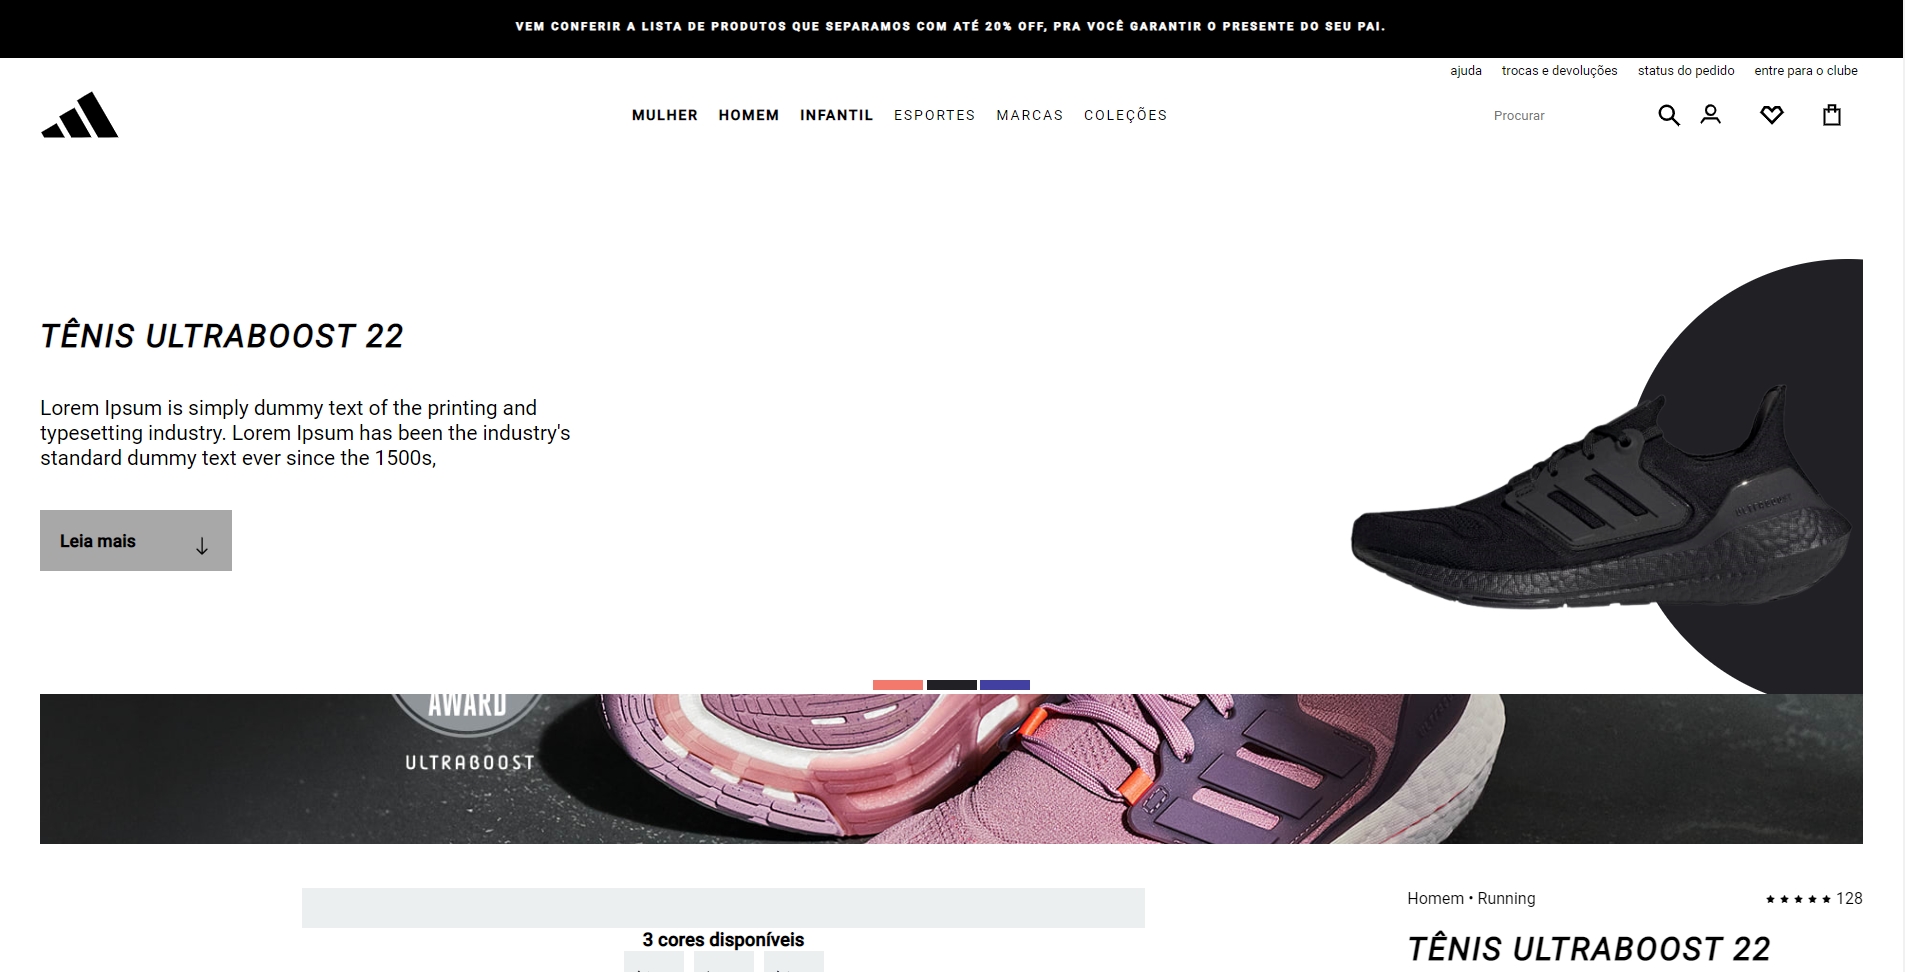 VEM CONFERIR A LISTA DE PRODUTOS QUE SEPARAMOS COM ATÉ 20% OFF, PRA VOCÊ GARANTIR O PRESENTE DO SEU PAI.
ajuda trocas e devoluções status do pedido entre para o clube
MULHER HOMEM INFANTIL ESPORTES MARCAS COLEÇÕES Procurar
TÊNIS ULTRABOOST 22
Lorem Ipsum is simply dummy text of the printing and
typesetting industry. Lorem Ipsum has been the industry's
standard dummy text ever since the 1500s,
Leia mais
AWARD
ULTRABOOST
Homem • Running 128
3 cores disponíveis
TÊNIS ULTRABOOST 22